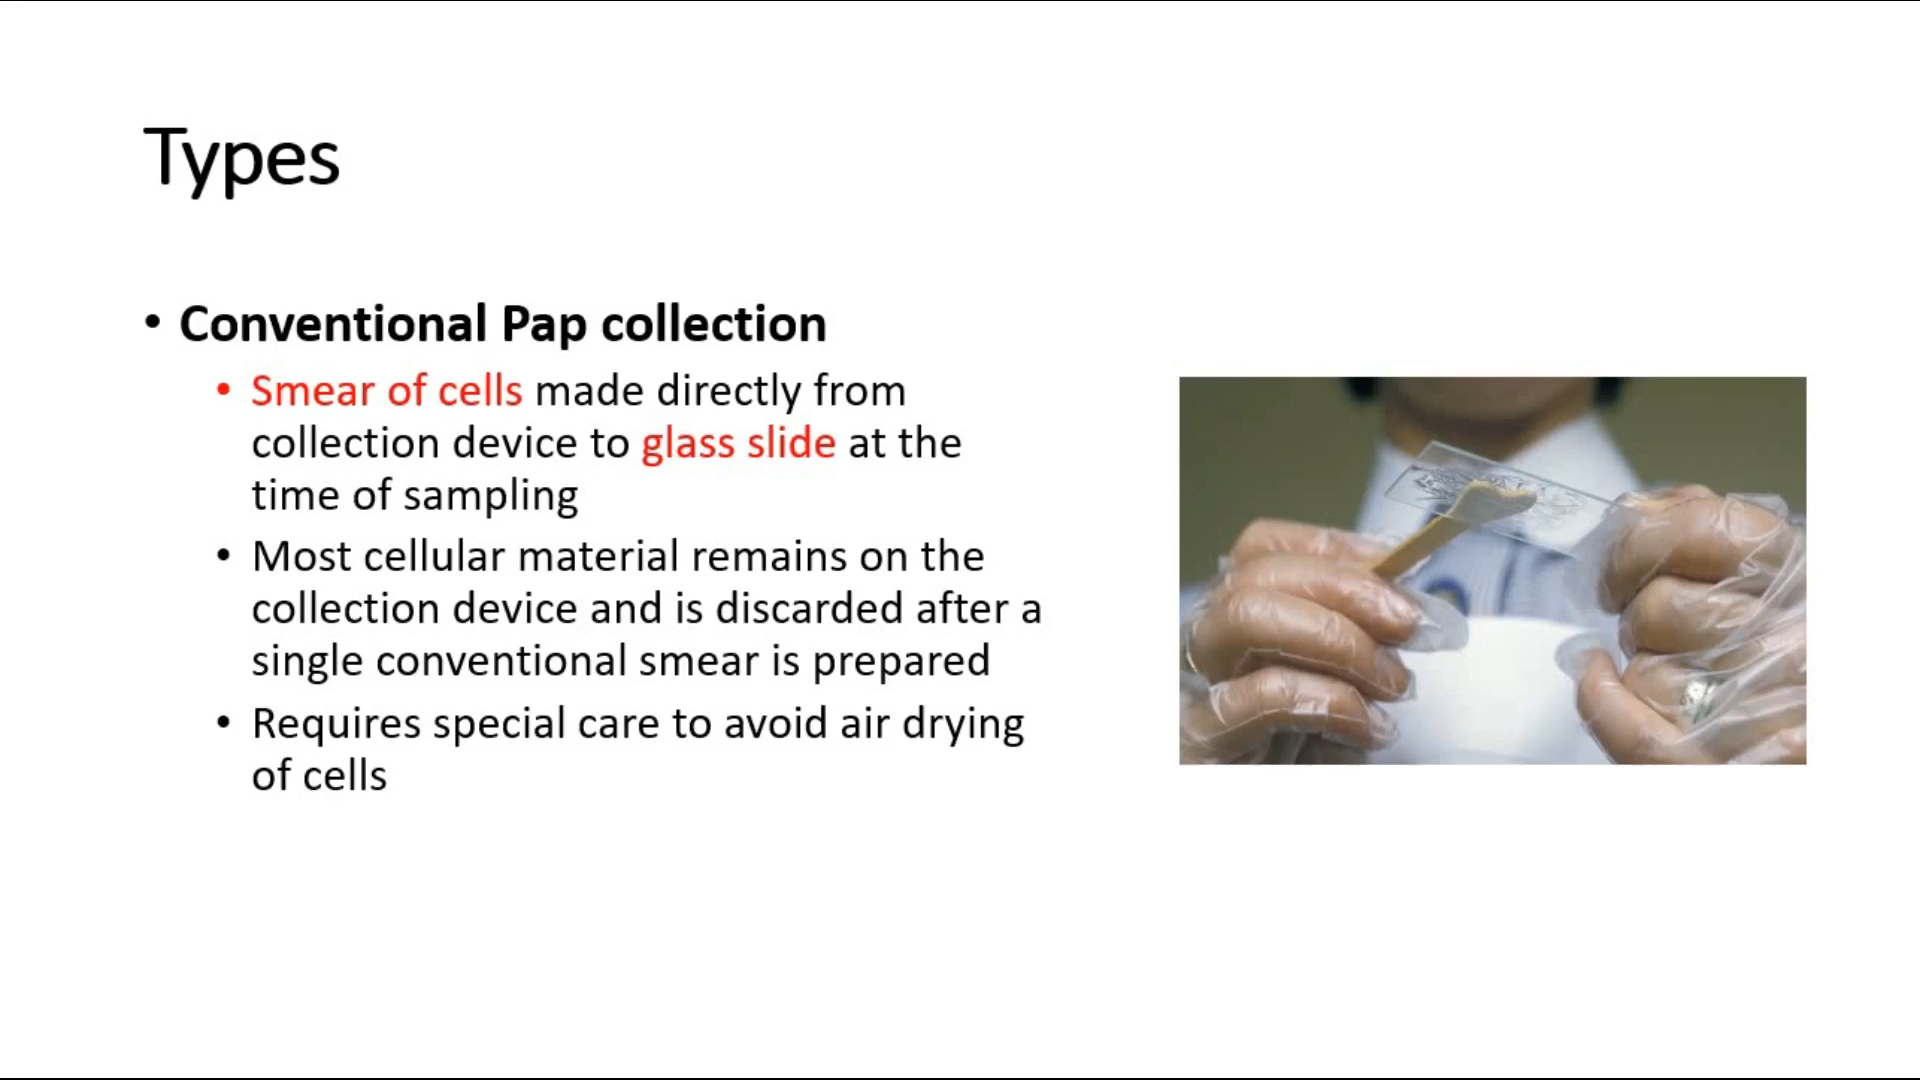 Types
• Conventional Pap collection
• Smear of cells made directly from
collection device to glass slide at the
time of sampling
• Most cellular material remains on the
collection device and is discarded after a
single conventional smear is prepared
• Requires special care to avoid air drying
of cells